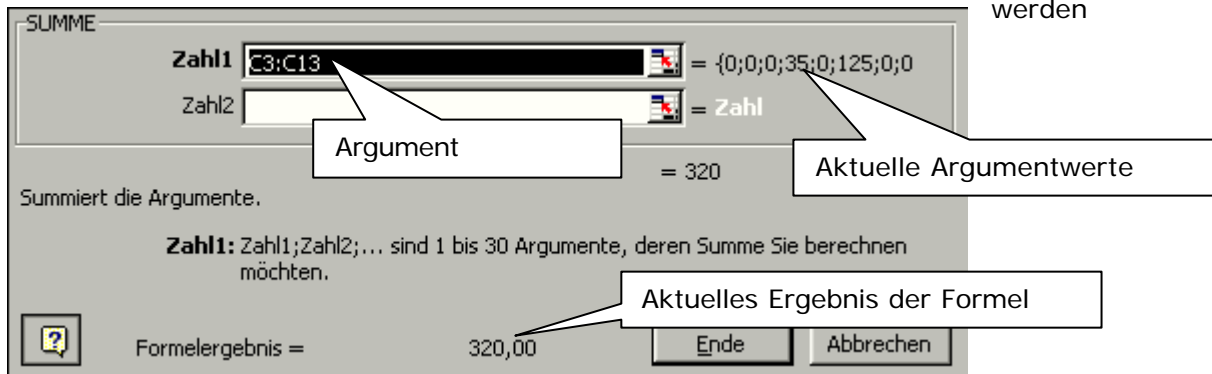 werden
SUMME
Zahl1 C3:C13 = {0;0;0;35;0;125;0;0
Zahl2 = Zahl
Argument
Aktuelle Argumentwerte
= 320
Summiert die Argumente.
Zahl1: Zahl1;Zahl2;... sind 1 bis 30 Argumente, deren Summe Sie berechnen
möchten.
Aktuelles Ergebnis der Formel
? Formelergebnis = 320,00 Ende Abbrechen